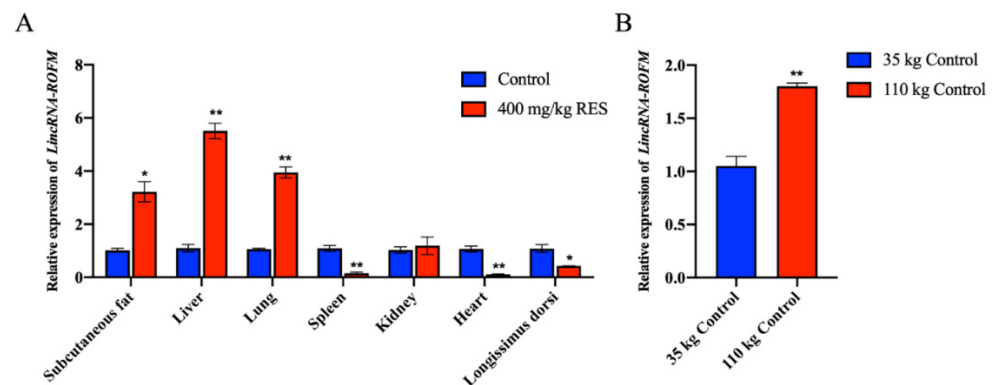 A
Relative expression of LincRNA-ROFM
8
6
4
2
0
Control
400 mg/kg RES
*
**
**
**
**
*
Subcutaneous fat
Liver
Lung
Spleen
Kidney
Heart
Longissimus dorsi
B
Relative expression of LincRNA-ROFM
2.0
1.5
1.0
0.5
0.0
35 kg Control
110 kg Control
**
35 kg Control
110 kg Control